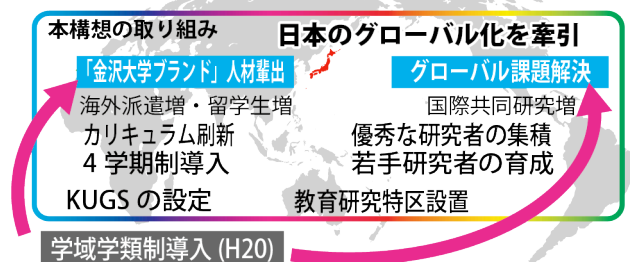 本構想の取り組み
日本のグローバル化を牽引
「金沢大学ブランド」人材輩出
グローバル課題解決
海外派遣増・留学生増
国際共同研究増
カリキュラム刷新
優秀な研究者の集積
4学期制導入
若手研究者の育成
KUGSの設定
教育研究特区設置
学域学類制導入(H20)